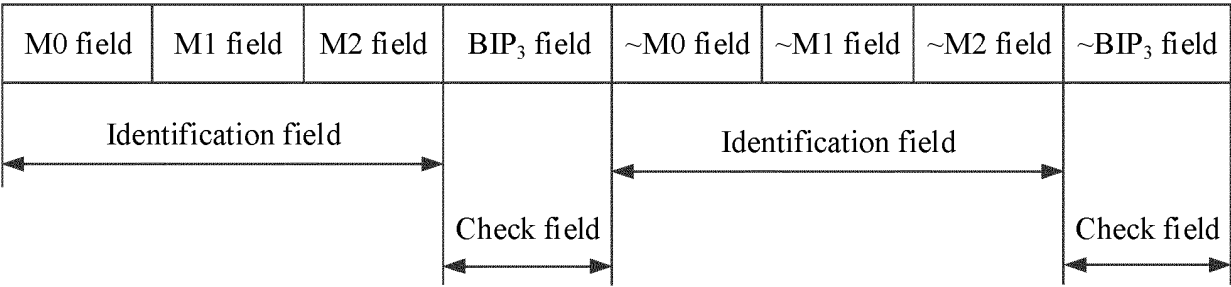 M0 field M1 field M2 field BIP₃ field ~M0 field ~M1 field ~M2 field ~BIP₃ field
Identification field Identification field
Check field Check field